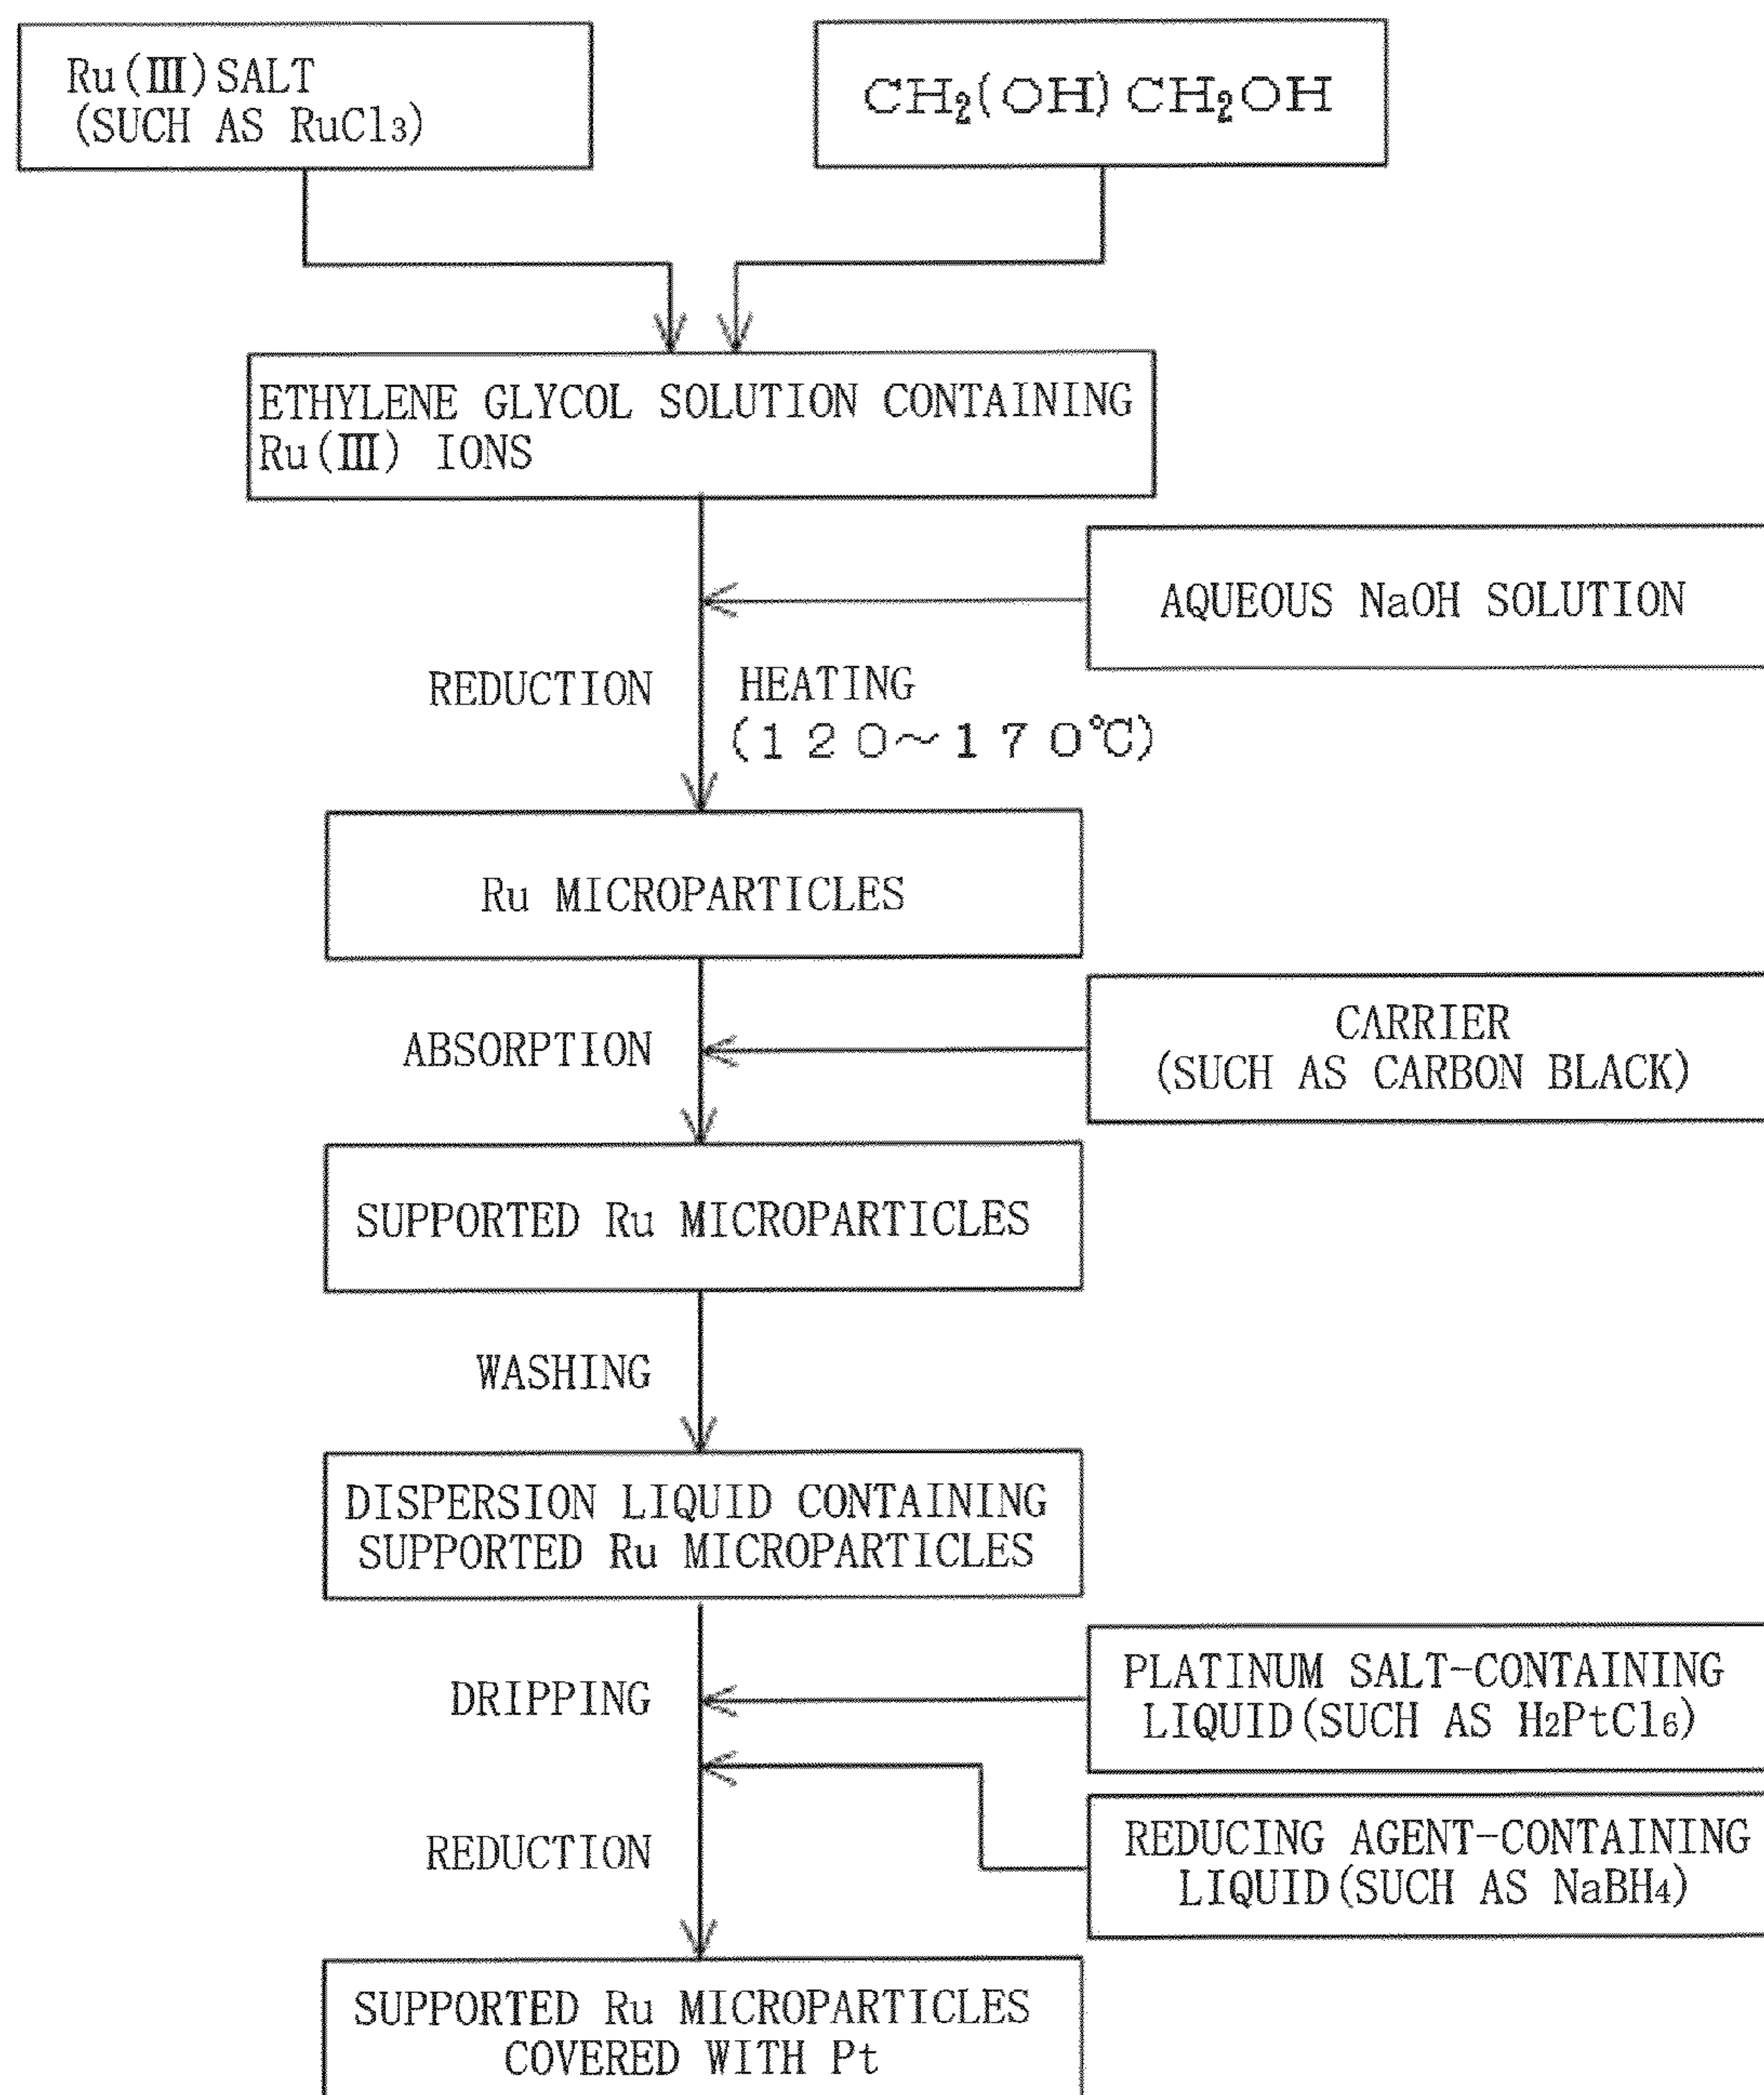 Ru(Ⅲ)SALT
(SUCH AS RuCl₃)
CH₂(OH)CH₂OH
ETHYLENE GLYCOL SOLUTION CONTAINING
Ru(Ⅲ) IONS
AQUEOUS NaOH SOLUTION
REDUCTION
HEATING
(120~170℃)
Ru MICROPARTICLES
ABSORPTION
CARRIER
(SUCH AS CARBON BLACK)
SUPPORTED Ru MICROPARTICLES
WASHING
DISPERSION LIQUID CONTAINING
SUPPORTED Ru MICROPARTICLES
DRIPPING
PLATINUM SALT-CONTAINING
LIQUID(SUCH AS H₂PtCl₆)
REDUCTION
REDUCING AGENT-CONTAINING
LIQUID(SUCH AS NaBH₄)
SUPPORTED Ru MICROPARTICLES
COVERED WITH Pt